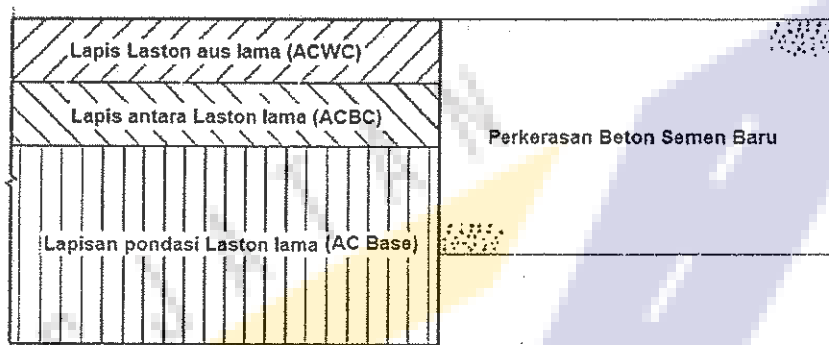 Lapis Laston aus lama (ACWC)
Lapis antara Laston lama (ACBC)
Perkerasan Beton Semen Baru
Lapisan pondasi Laston lama (AC Base)